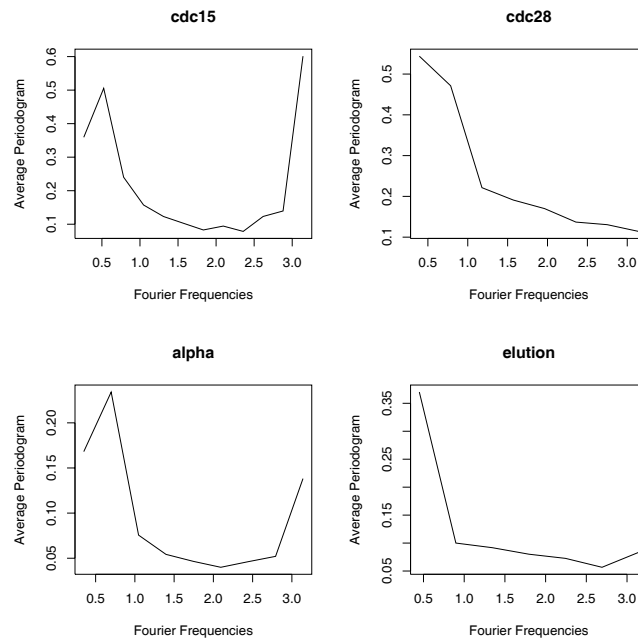 cdc15
Average Periodogram
0.1 0.2 0.3 0.4 0.5 0.6
0.5 1.0 1.5 2.0 2.5 3.0
Fourier Frequencies
cdc28
Average Periodogram
0.1 0.2 0.3 0.4 0.5
0.5 1.0 1.5 2.0 2.5 3.0
Fourier Frequencies
alpha
Average Periodogram
0.05 0.10 0.15 0.20
0.5 1.0 1.5 2.0 2.5 3.0
Fourier Frequencies
elution
Average Periodogram
0.05 0.15 0.25 0.35
0.5 1.0 1.5 2.0 2.5 3.0
Fourier Frequencies